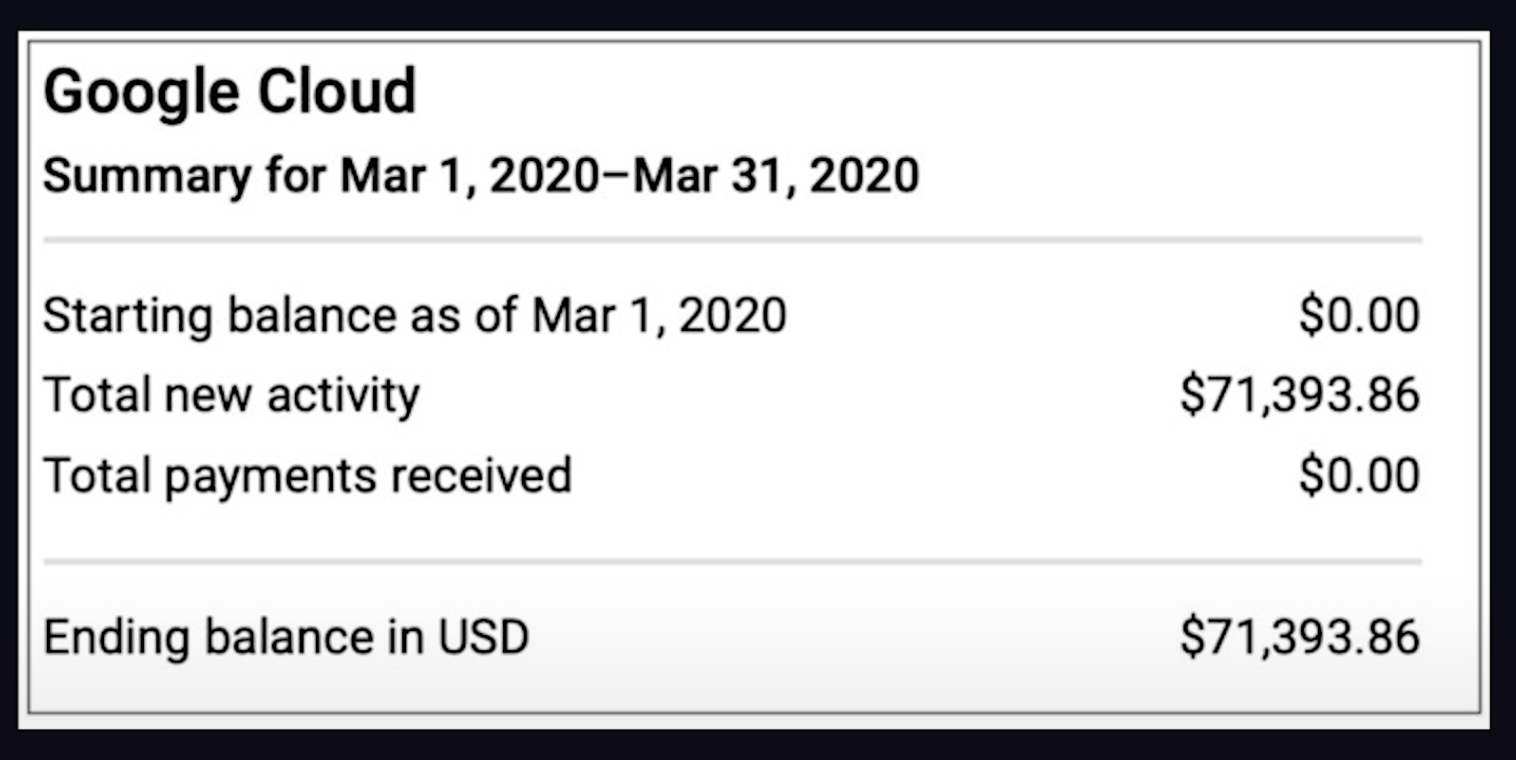 Google Cloud
Summary for Mar 1, 2020–Mar 31, 2020
Starting balance as of Mar 1, 2020 $0.00
Total new activity $71,393.86
Total payments received $0.00
Ending balance in USD $71,393.86